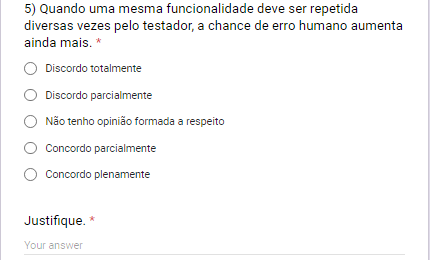 5) Quando uma mesma funcionalidade deve ser repetida
diversas vezes pelo testador, a chance de erro humano aumenta
ainda mais. *
Discordo totalmente
Discordo parcialmente
Não tenho opinião formada a respeito
Concordo parcialmente
Concordo plenamente
Justifique. *
Your answer